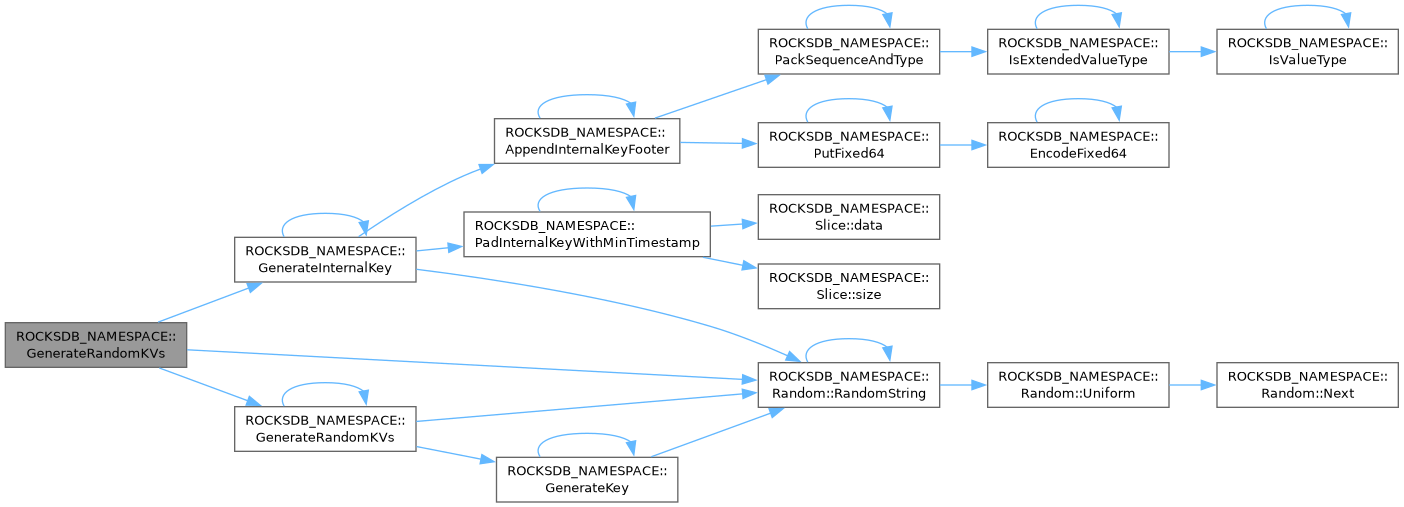 ROCKSDB_NAMESPACE::
GenerateRandomKVs
ROCKSDB_NAMESPACE::
GenerateInternalKey
ROCKSDB_NAMESPACE::
AppendInternalKeyFooter
ROCKSDB_NAMESPACE::
PackSequenceAndType
ROCKSDB_NAMESPACE::
IsExtendedValueType
ROCKSDB_NAMESPACE::
IsValueType
ROCKSDB_NAMESPACE::
PutFixed64
ROCKSDB_NAMESPACE::
EncodeFixed64
ROCKSDB_NAMESPACE::
PadInternalKeyWithMinTimestamp
ROCKSDB_NAMESPACE::
Slice::data
ROCKSDB_NAMESPACE::
Slice::size
ROCKSDB_NAMESPACE::
Random::RandomString
ROCKSDB_NAMESPACE::
Random::Uniform
ROCKSDB_NAMESPACE::
Random::Next
ROCKSDB_NAMESPACE::
GenerateRandomKVs
ROCKSDB_NAMESPACE::
GenerateKey